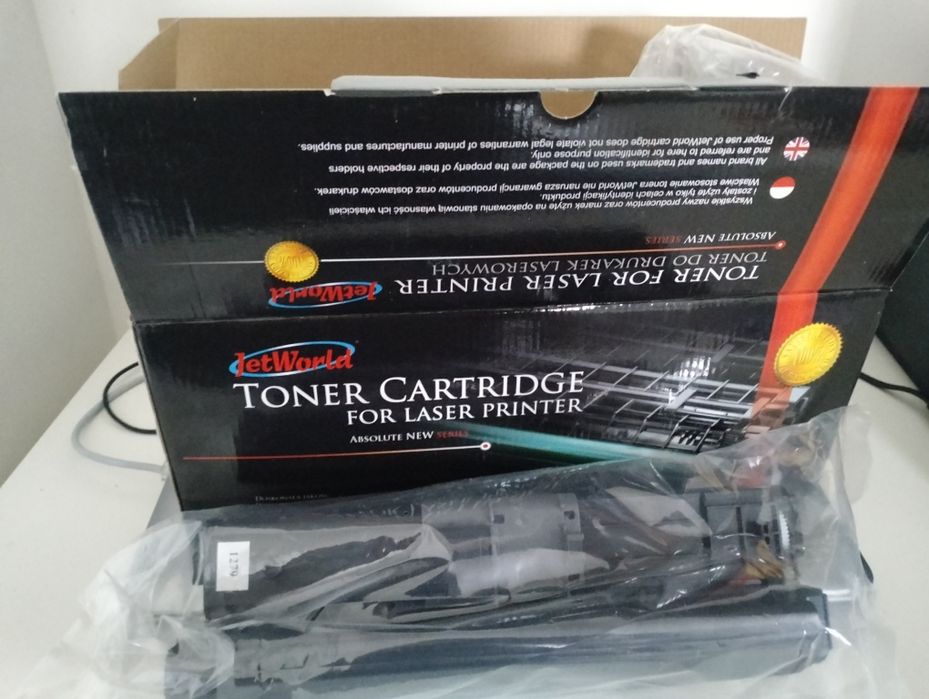 All brand names and trademarks used on the package are the property of their respective holders
and are referred to here for identification purpose only.
Proper use of JetWorld cartridge does not violate legal warranties of printer manufactures and supplies.
Wszystkie nazwy producentów oraz marek użyte na opakowaniu stanowią własność ich właścicieli
i zostały użyte tylko w celach identyfikacji produktu.
Właściwe stosowanie tonera JetWorld nie narusza gwarancji producentów oraz dostawców drukarek.
ABSOLUTE NEW SERIES
TONER DO DRUKAREK LASEROWYCH
TONER FOR LASER PRINTER
JetWorld
JetWorld
TONER CARTRIDGE
FOR LASER PRINTER
ABSOLUTE NEW SERIES
1279